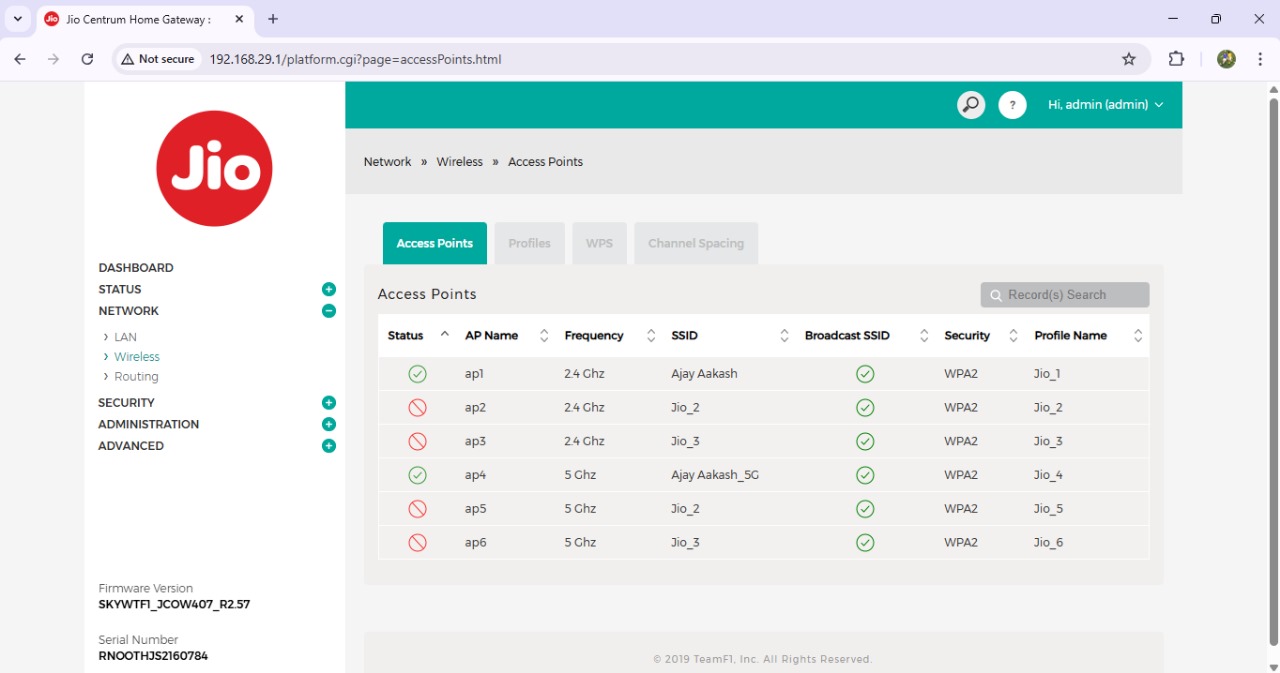 Jio Centrum Home Gateway :
Not secure 192.168.29.1/platform.cgi?page=accessPoints.html
Jio
? Hi, admin (admin)
Network » Wireless » Access Points
Access Points Profiles WPS Channel Spacing
DASHBOARD
STATUS
NETWORK
LAN
Wireless
Routing
SECURITY
ADMINISTRATION
ADVANCED
Access Points Record(s) Search
Status AP Name Frequency SSID Broadcast SSID Security Profile Name
ap1 2.4 Ghz Ajay Aakash WPA2 Jio_1
ap2 2.4 Ghz Jio_2 WPA2 Jio_2
ap3 2.4 Ghz Jio_3 WPA2 Jio_3
ap4 5 Ghz Ajay Aakash_5G WPA2 Jio_4
ap5 5 Ghz Jio_2 WPA2 Jio_5
ap6 5 Ghz Jio_3 WPA2 Jio_6
Firmware Version
SKYWTF1_JCOW407_R2.57
Serial Number
RNOOTHJS2160784
© 2019 TeamF1, Inc. All Rights Reserved.